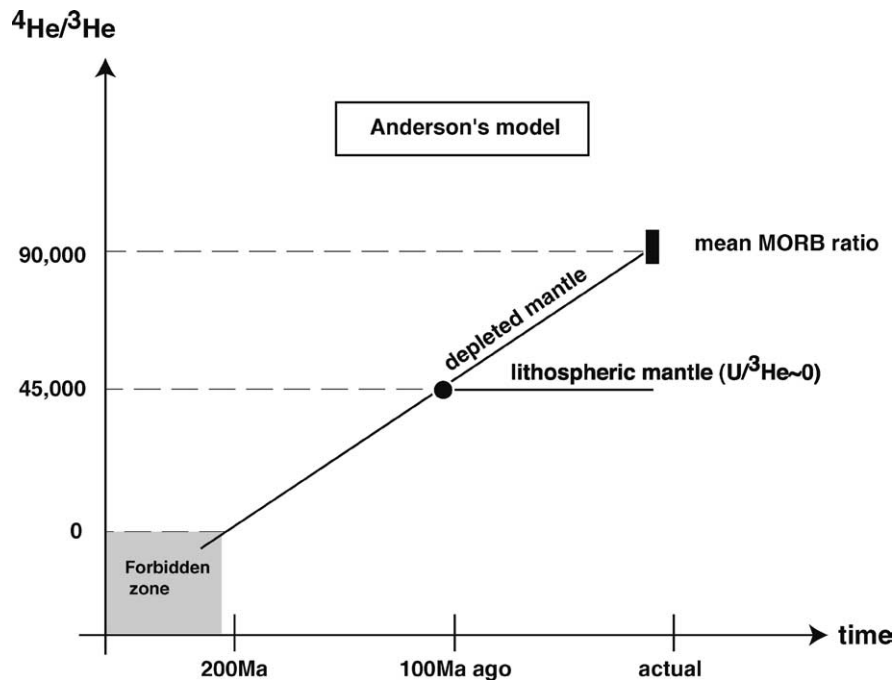 ⁴He/³He
Anderson's model
90,000
mean MORB ratio
depleted mantle
45,000
lithospheric mantle (U/³He~0)
0
Forbidden
zone
time
200Ma
100Ma ago
actual